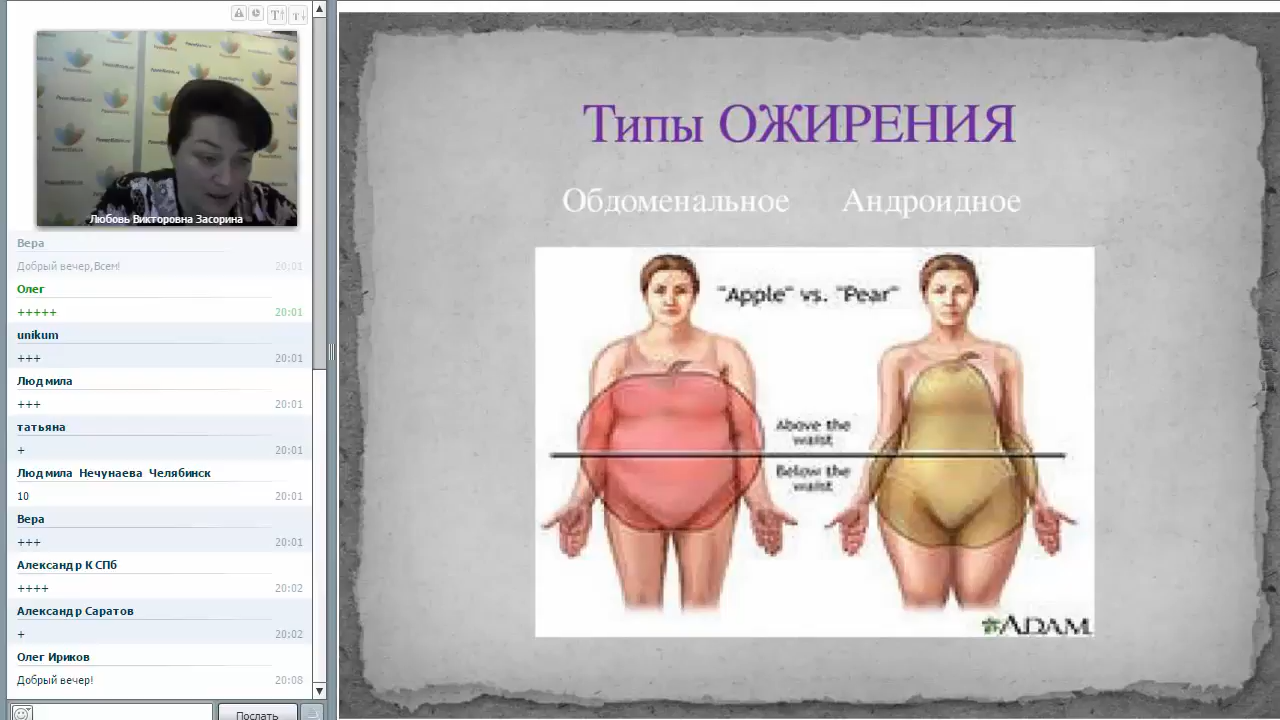 Любовь Викторовна Засорина
Вера
Добрый вечер,Всем!
20:01
Олег
+++++
20:01
unikum
+++
20:01
Людмила
+++
20:01
татьяна
+
20:01
Людмила Нечунаева Челябинск
10
20:01
Вера
+++
20:01
Александр К СПб
++++
20:02
Александр Саратов
+
20:02
Олег Ириков
Добрый вечер!
20:08
Послать
Типы ОЖИРЕНИЯ
Обдоменальное Андроидное
"Apple" vs. "Pear"
Above the
waist
Below the
waist
ADAM.